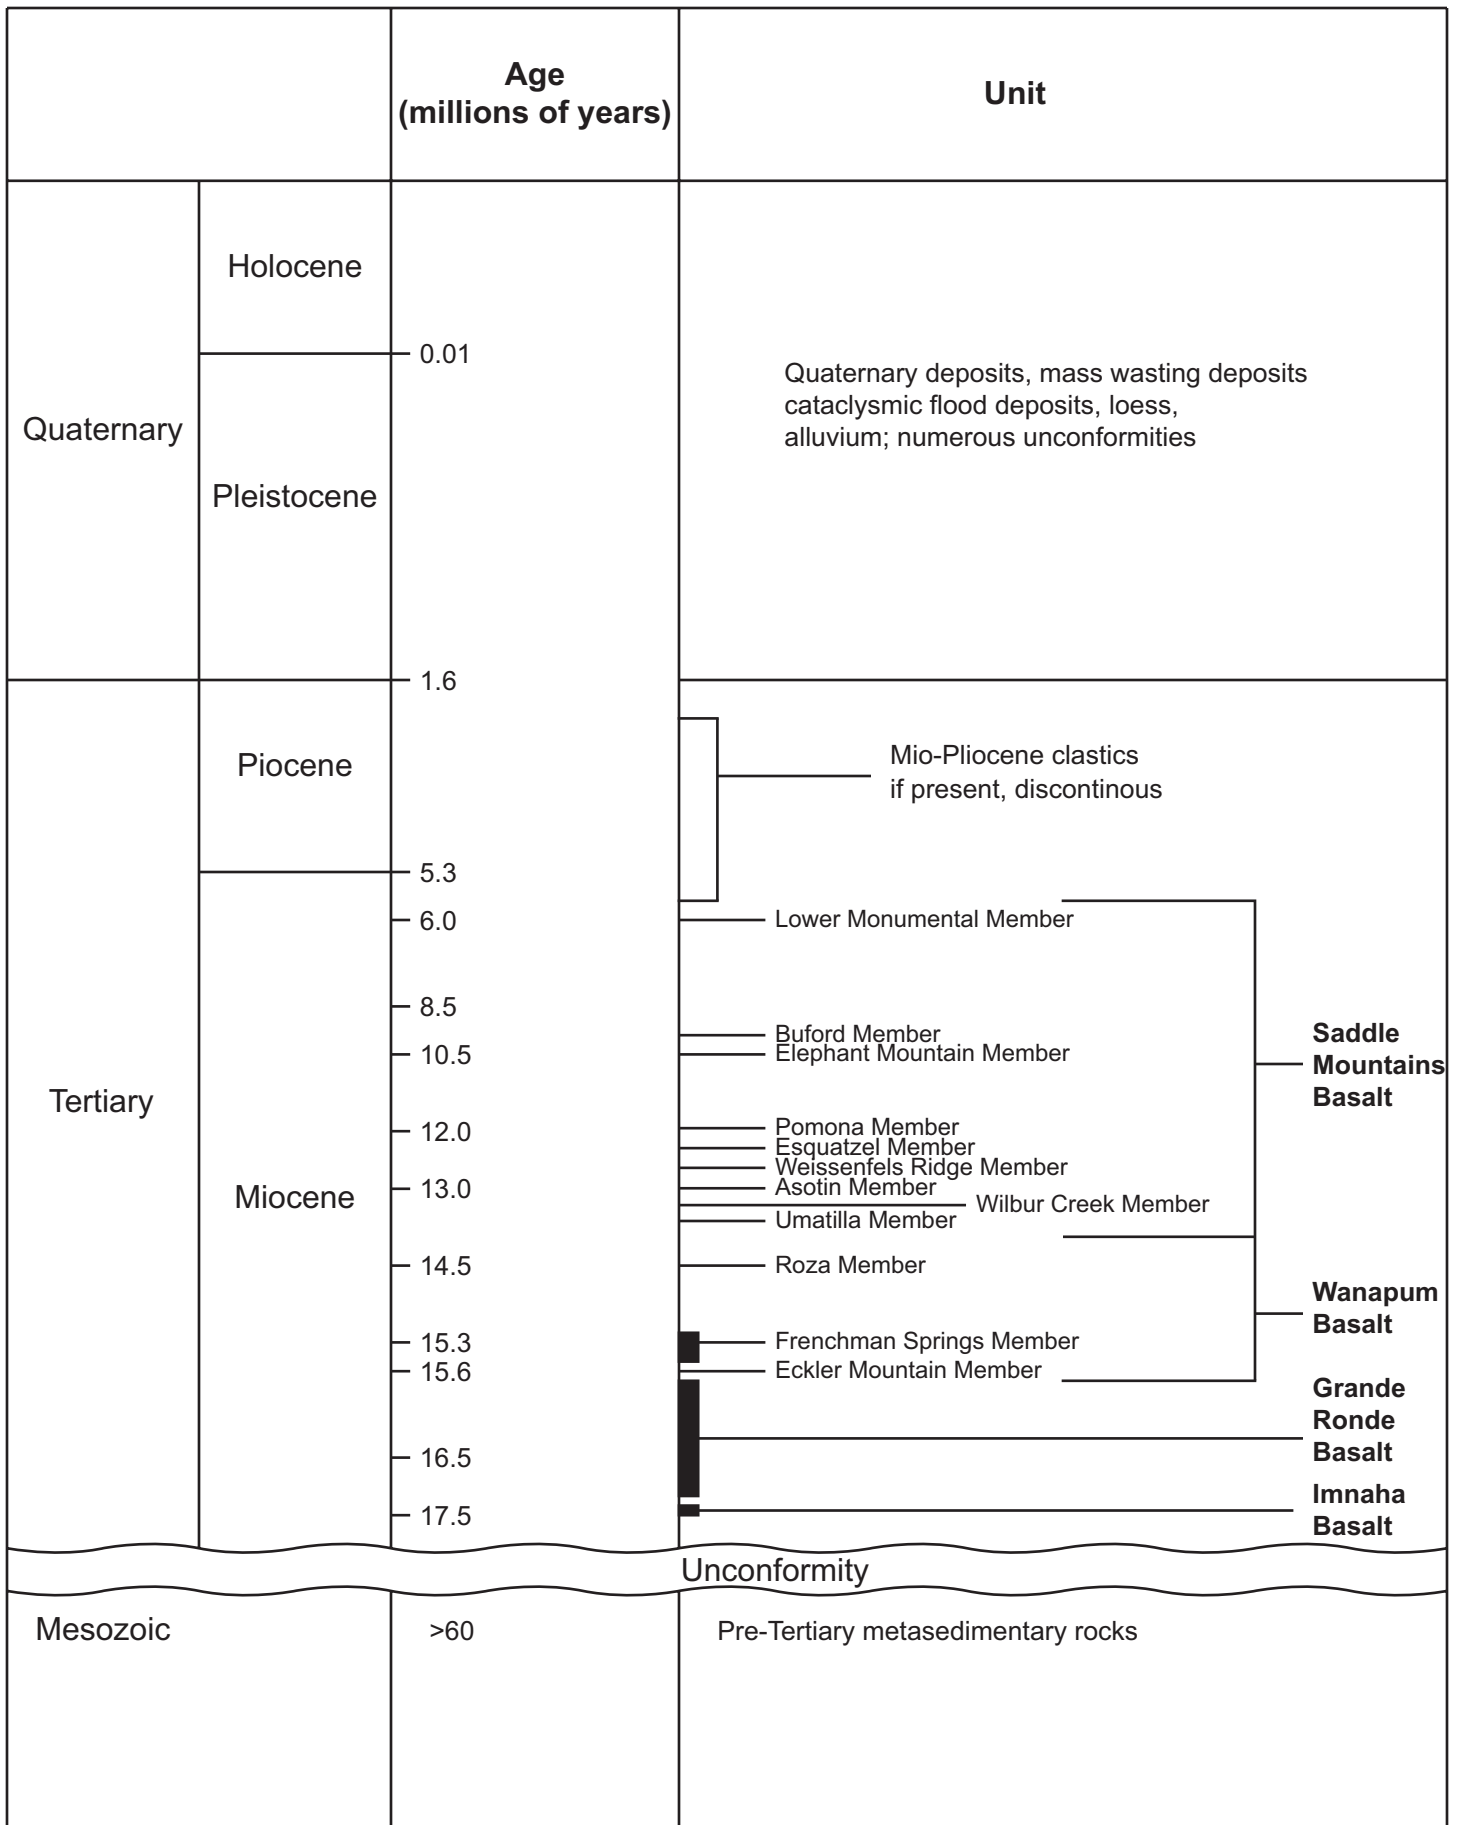 Age
(millions of years)
Unit
Quaternary
Holocene
0.01
Pleistocene
Quaternary deposits, mass wasting deposits
cataclysmic flood deposits, loess,
alluvium; numerous unconformities
1.6
Tertiary
Piocene
Mio-Pliocene clastics
if present, discontinous
5.3
Miocene
6.0
Lower Monumental Member
8.5
Buford Member
10.5
Elephant Mountain Member
Saddle
Mountains
Basalt
12.0
Pomona Member
Esquatzel Member
Weissenfels Ridge Member
13.0
Asotin Member
Wilbur Creek Member
Umatilla Member
14.5
Roza Member
Wanapum
Basalt
15.3
Frenchman Springs Member
15.6
Eckler Mountain Member
Grande
Ronde
Basalt
16.5
Imnaha
Basalt
17.5
Unconformity
Mesozoic
>60
Pre-Tertiary metasedimentary rocks